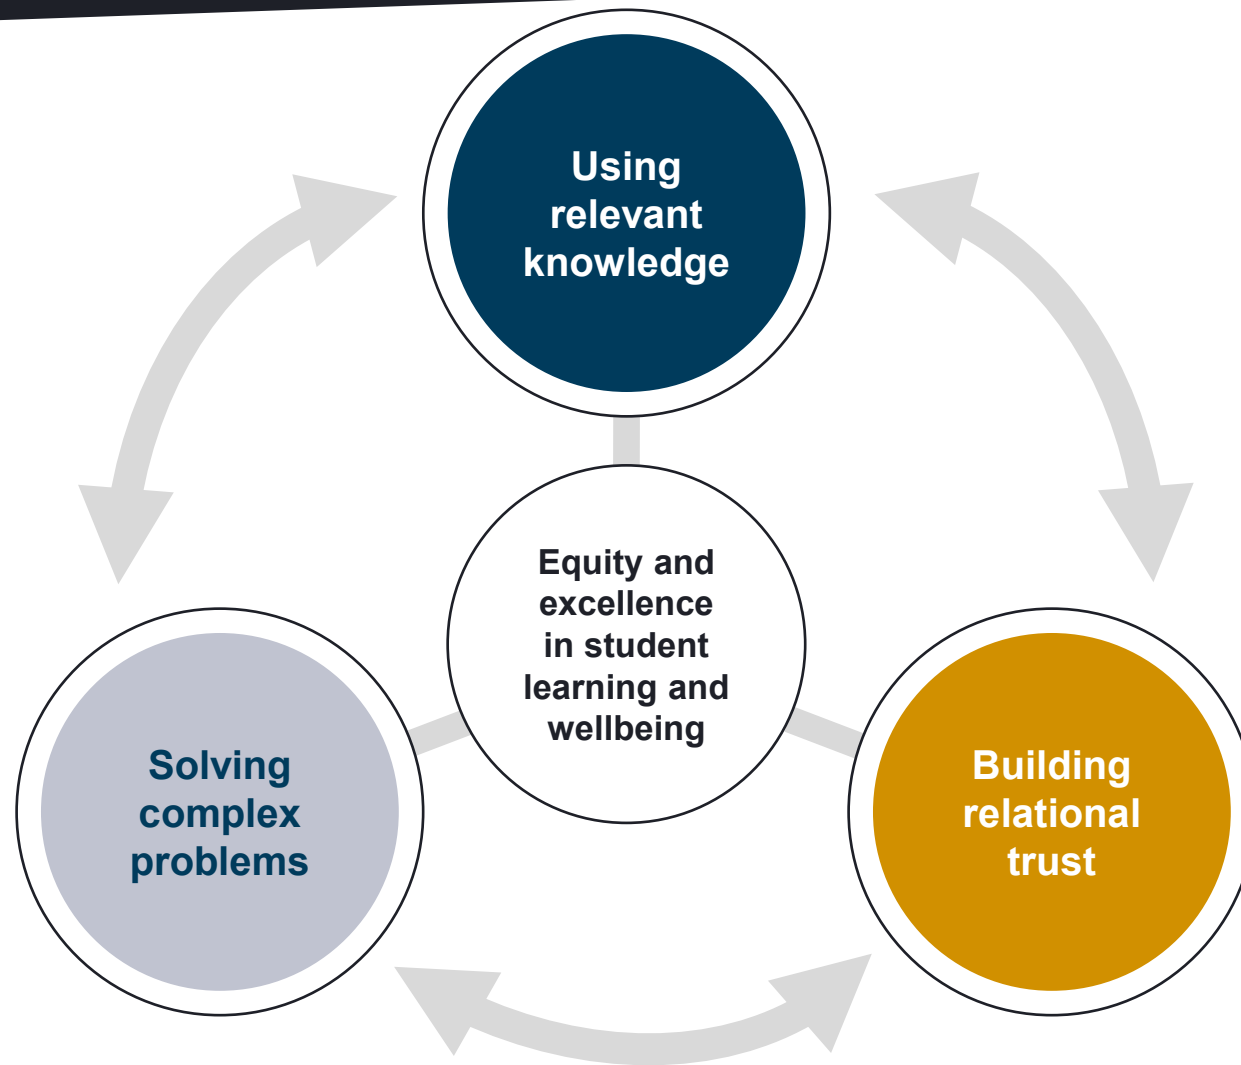 Using
relevant
knowledge
Equity and
excellence
in student
learning and
wellbeing
Solving
complex
problems
Building
relational
trust